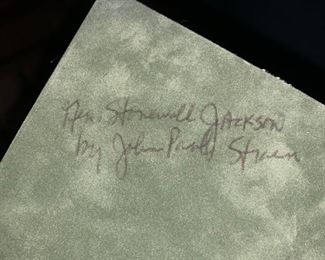 Gen. Stonewall JACKSON
by John Strain